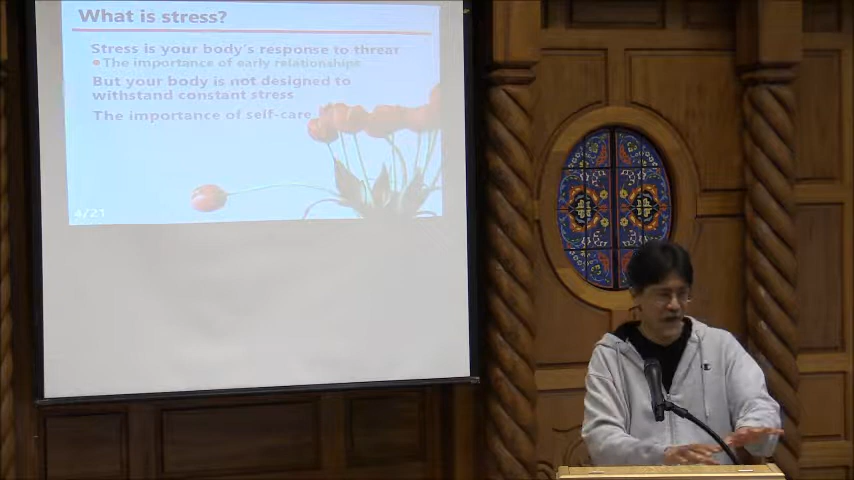 What is stress?
Stress is your body's response to threat
The importance of early relationships
But your body is not designed to
withstand constant stress
The importance of self-care
4/21